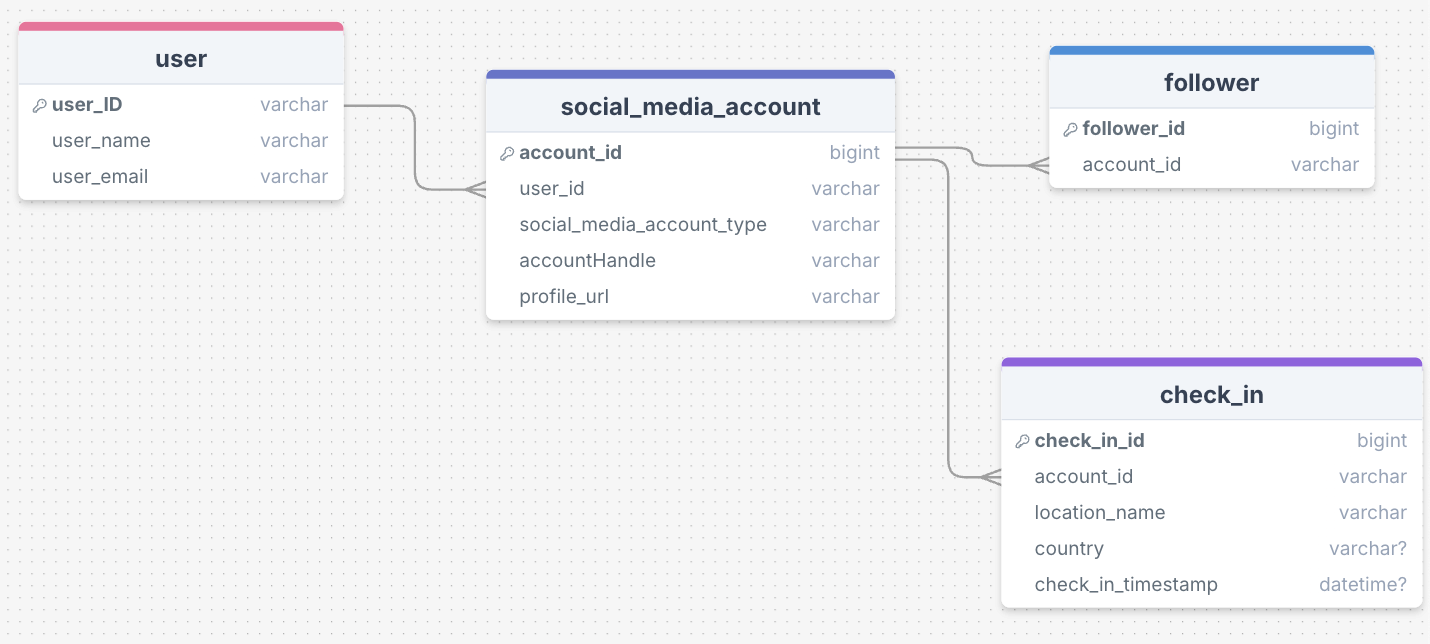 user
user_ID varchar
user_name varchar
user_email varchar
social_media_account
account_id bigint
user_id varchar
social_media_account_type varchar
accountHandle varchar
profile_url varchar
follower
follower_id bigint
account_id varchar
check_in
check_in_id bigint
account_id varchar
location_name varchar
country varchar?
check_in_timestamp datetime?